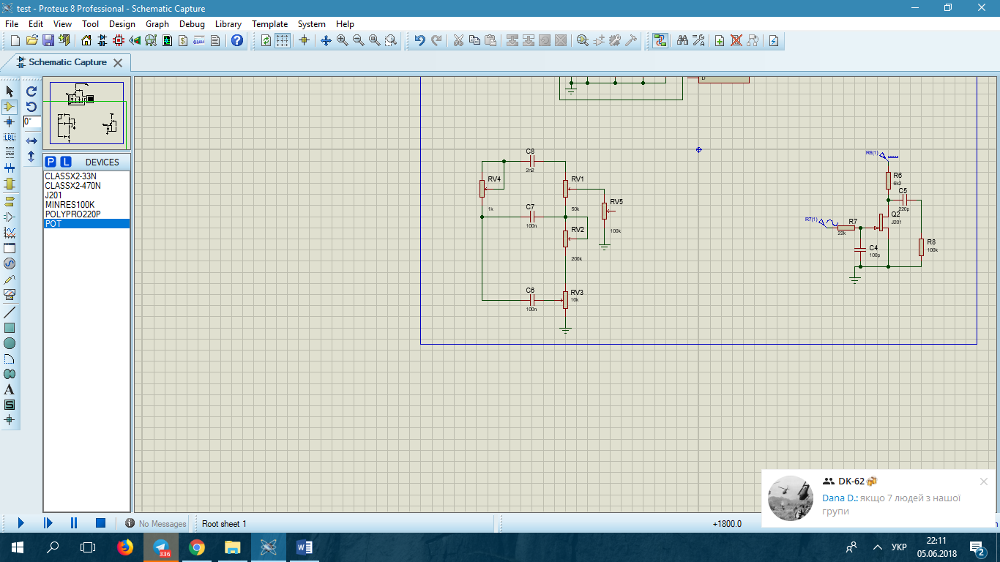 test - Proteus 8 Professional - Schematic Capture
File Edit View Tool Design Graph Debug Library Template System Help
Schematic Capture
0°
P L DEVICES
CLASSX2-33N
CLASSX2-470N
J201
MINRES100K
POLYPRO220P
POT
LBL
A
S
D
C8
2n2
RV4
1k
RV1
50k
RV5
100k
C7
100n
RV2
200k
C6
100n
RV3
10k
R6(1)
R6
6k2
C5
220p
Q2
J201
R7(1)
R7
22k
C4
100p
R8
100k
DK-62
Dana D.: якщо 7 людей з нашої
групи
No Messages
Root sheet 1
+1800.0
336
УКР
22:11
05.06.2018
2